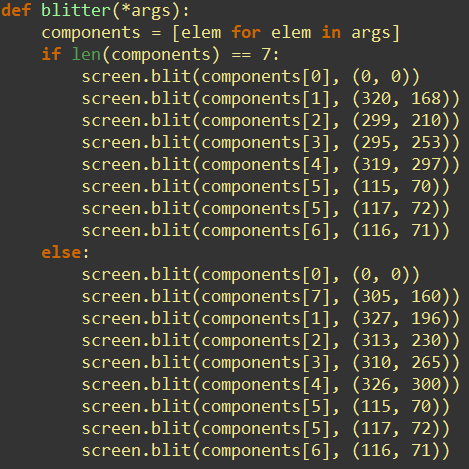 def blitter(*args):
    components = [elem for elem in args]
    if len(components) == 7:
        screen.blit(components[0], (0, 0))
        screen.blit(components[1], (320, 168))
        screen.blit(components[2], (299, 210))
        screen.blit(components[3], (295, 253))
        screen.blit(components[4], (319, 297))
        screen.blit(components[5], (115, 70))
        screen.blit(components[5], (117, 72))
        screen.blit(components[6], (116, 71))
    else:
        screen.blit(components[0], (0, 0))
        screen.blit(components[7], (305, 160))
        screen.blit(components[1], (327, 196))
        screen.blit(components[2], (313, 230))
        screen.blit(components[3], (310, 265))
        screen.blit(components[4], (326, 300))
        screen.blit(components[5], (115, 70))
        screen.blit(components[5], (117, 72))
        screen.blit(components[6], (116, 71))